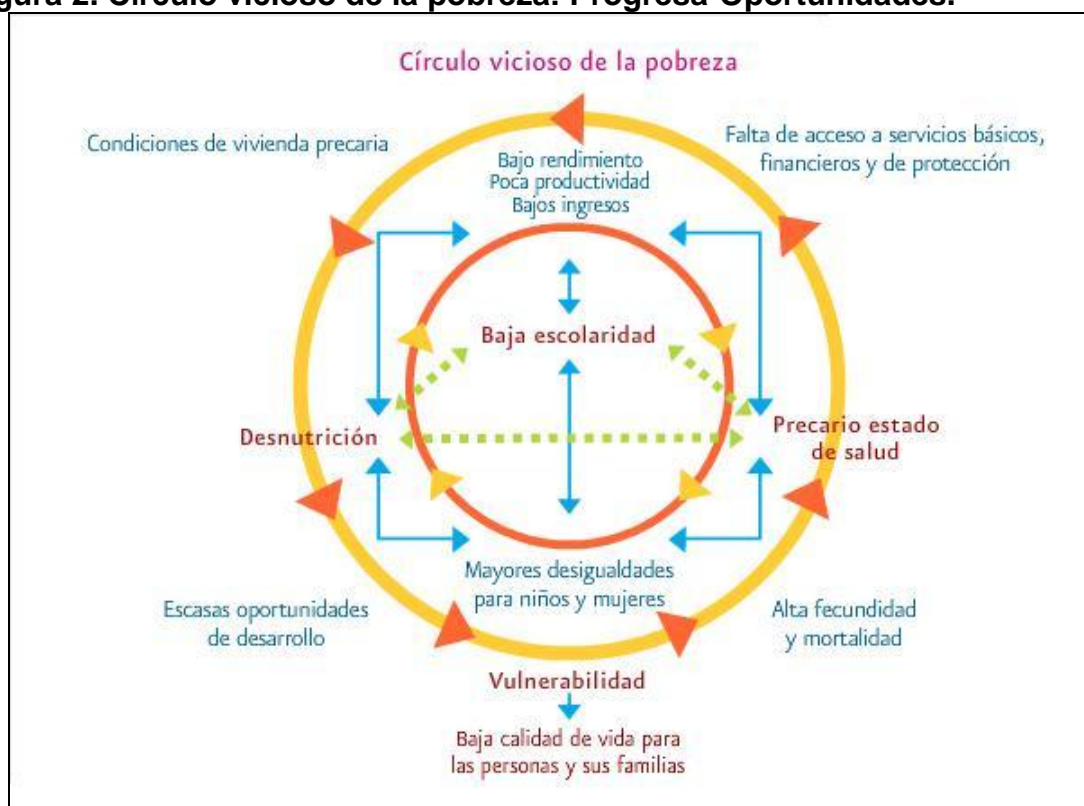 gura 2. Círculo vicioso de la pobreza. Progresa-Oportunidades.
Círculo vicioso de la pobreza
Condiciones de vivienda precaria
Falta de acceso a servicios básicos,
financieros y de protección
Bajo rendimiento
Poca productividad
Bajos ingresos
Baja escolaridad
Desnutrición
Precario estado
de salud
Mayores desigualdades
para niños y mujeres
Escasas oportunidades
de desarrollo
Alta fecundidad
y mortalidad
Vulnerabilidad
Baja calidad de vida para
las personas y sus familias